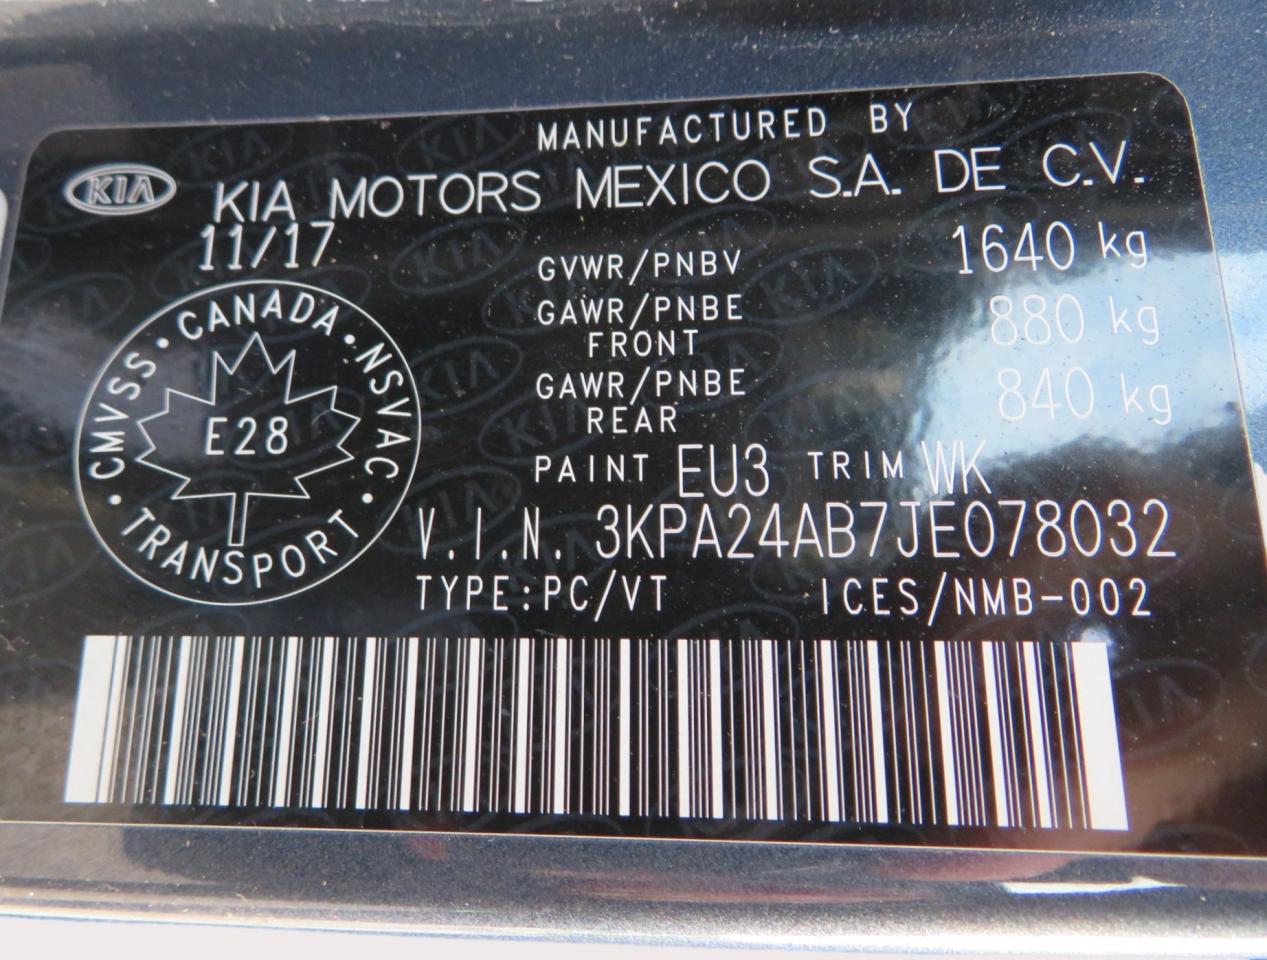 MANUFACTURED BY
KIA
KIA MOTORS MEXICO S.A. DE C.V.
11/17
GVWR/PNBV 1640 kg
GAWR/PNBE FRONT 880 kg
GAWR/PNBE REAR 840 kg
PAINT EU3 TRIM WK
V.I.N. 3KPA24AB7JE078032
TYPE:PC/VT ICES/NMB-002
CANADA • NSVAC • TRANSPORT • CMVSS •
E28